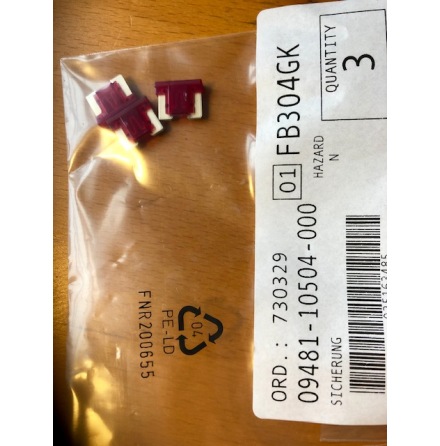 QUANTITY
3
01 FB304GK
HAZARD
N
ORD.: 730329
09481-10504-000
SICHERUNG
04
PE-LD
FNR200655